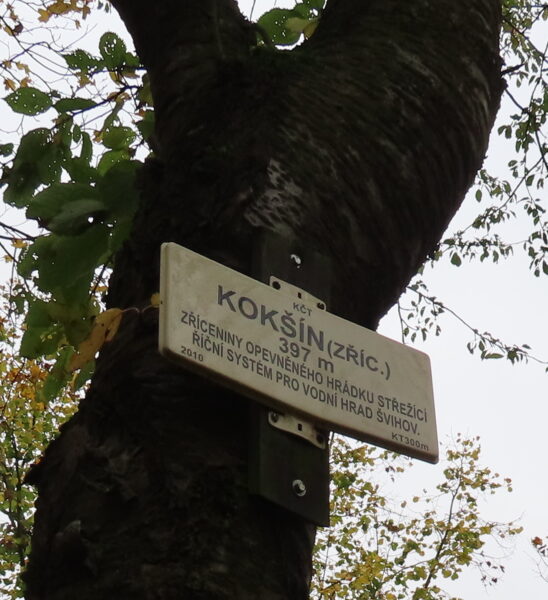 KČT
KOKŠÍN (ZŘÍC.)
397 m
ZŘÍCENINY OPEVNĚNÉHO HRÁDKU STŘEŽÍCÍ
ŘÍČNÍ SYSTÉM PRO VODNÍ HRAD ŠVIHOV.
2010 KT300m